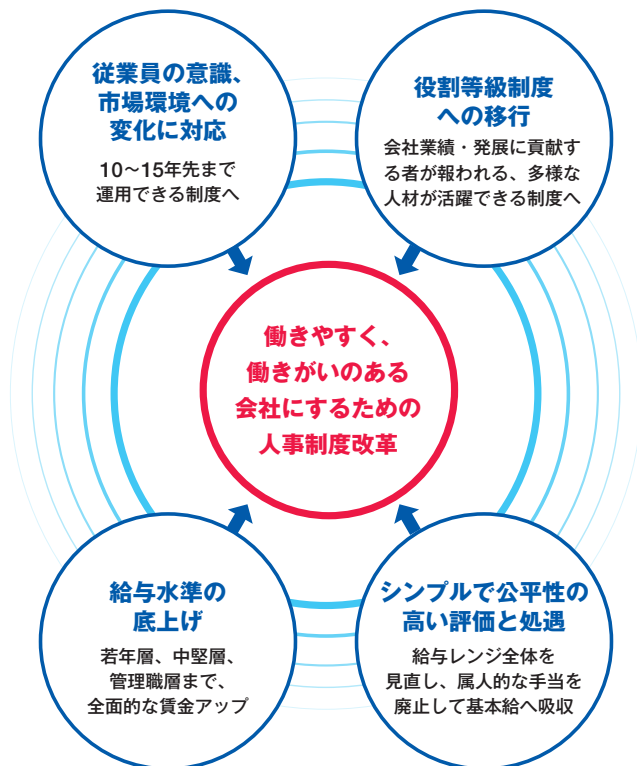 従業員の意識、
市場環境への
変化に対応
10～15年先まで
運用できる制度へ
役割等級制度
への移行
会社業績・発展に貢献す
る者が報われる、多様な
人材が活躍できる制度へ
働きやすく、
働きがいのある
会社にするための
人事制度改革
給与水準の
底上げ
若年層、中堅層、
管理職層まで、
全面的な賃金アップ
シンプルで公平性の
高い評価と処遇
給与レンジ全体を
見直し、属人的な手当を
廃止して基本給へ吸収